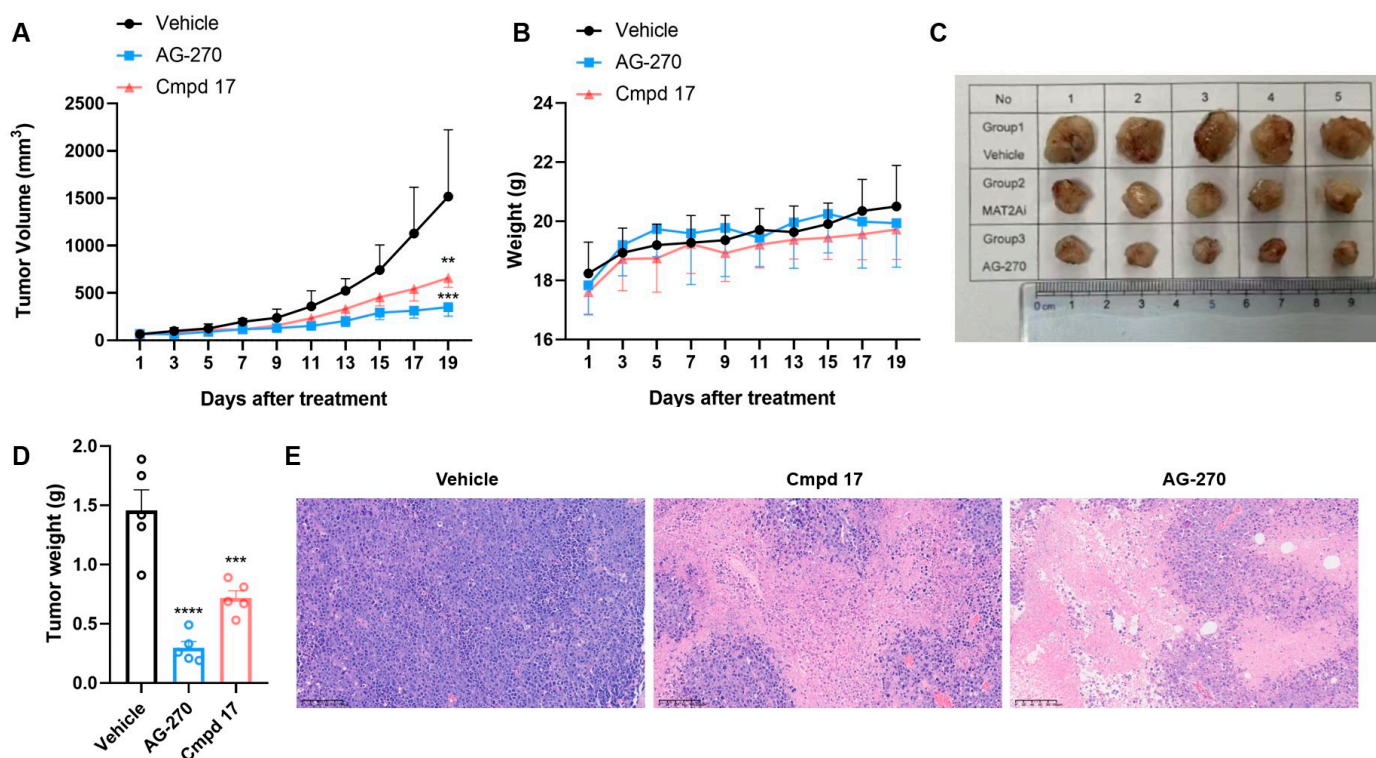 A
Vehicle
AG-270
Cmpd 17
Tumor Volume (mm³)
2500
2000
1500
1000
500
0
**
***
1 3 5 7 9 11 13 15 17 19
Days after treatment
B
Vehicle
AG-270
Cmpd 17
Weight (g)
24
22
20
18
16
1 3 5 7 9 11 13 15 17 19
Days after treatment
C
No 1 2 3 4 5
Group1
Vehicle
Group2
MAT2Ai
Group3
AG-270
0 cm 1 2 3 4 5 6 7 8 9
D
Tumor weight (g)
2.0
1.5
1.0
0.5
0.0
****
***
Vehicle
AG-270
Cmpd 17
E
Vehicle
Cmpd 17
AG-270